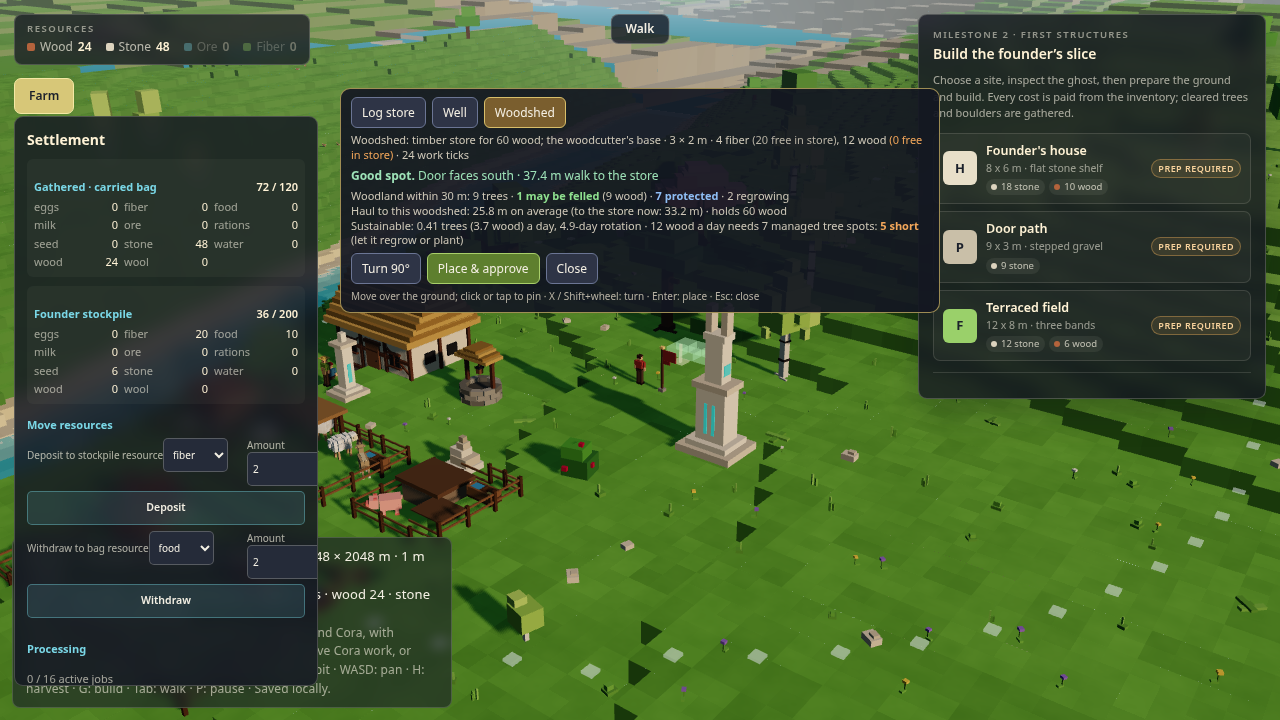 RESOURCES
Wood 24 Stone 48 Ore 0 Fiber 0
Walk
Farm
Settlement
Gathered · carried bag 72 / 120
eggs 0 fiber 0 food 0
milk 0 ore 0 rations 0
seed 0 stone 48 water 0
wood 24 wool 0
Founder stockpile 36 / 200
eggs 0 fiber 20 food 10
milk 0 ore 0 rations 0
seed 6 stone 0 water 0
wood 0 wool 0
Move resources
Deposit to stockpile resource fiber Amount 2
Deposit
Withdraw to bag resource food Amount 2
Withdraw
Processing
0 / 16 active jobs
Log store Well Woodshed
Woodshed: timber store for 60 wood; the woodcutter's base · 3 × 2 m · 4 fiber (20 free in store), 12 wood (0 free
in store) · 24 work ticks
Good spot. Door faces south · 37.4 m walk to the store
Woodland within 30 m: 9 trees · 1 may be felled (9 wood) · 7 protected · 2 regrowing
Haul to this woodshed: 25.8 m on average (to the store now: 33.2 m) · holds 60 wood
Sustainable: 0.41 trees (3.7 wood) a day, 4.9-day rotation · 12 wood a day needs 7 managed tree spots: 5 short
(let it regrow or plant)
Turn 90° Place & approve Close
Move over the ground; click or tap to pin · X / Shift+wheel: turn · Enter: place · Esc: close
MILESTONE 2 · FIRST STRUCTURES
Build the founder's slice
Choose a site, inspect the ghost, then prepare the ground
and build. Every cost is paid from the inventory; cleared trees
and boulders are gathered.
H Founder's house
8 x 6 m · flat stone shelf
18 stone 10 wood
PREP REQUIRED
P Door path
9 x 3 m · stepped gravel
9 stone
PREP REQUIRED
F Terraced field
12 x 8 m · three bands
12 stone 6 wood
PREP REQUIRED
48 × 2048 m · 1 m
· wood 24 · stone
nd Cora, with
ve Cora work, or
· WASD: pan · H:
harvest · G: build · Tab: walk · P: pause · Saved locally.